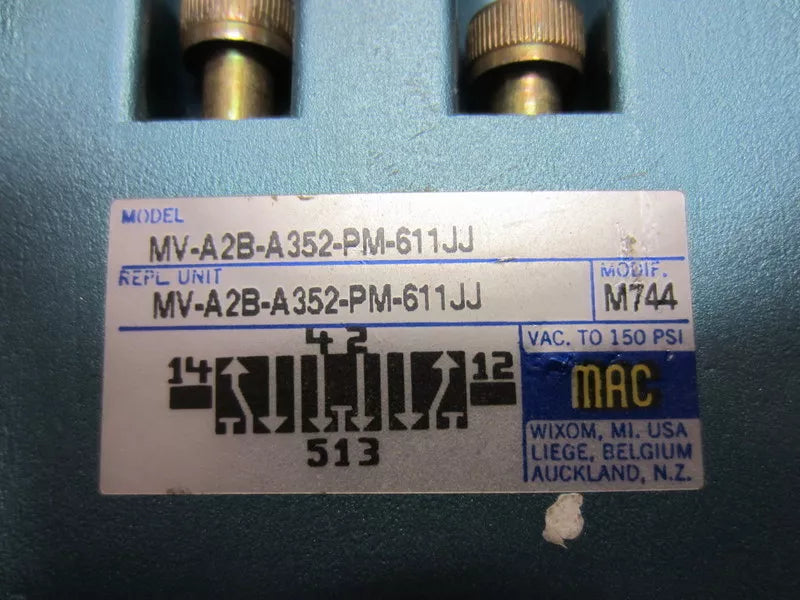 MODEL
MV-A2B-A352-PM-611JJ
REPL. UNIT
MV-A2B-A352-PM-611JJ
MODIF.
M744
4 2
14
12
513
VAC. TO 150 PSI
MAC
WIXOM, MI. USA
LIEGE, BELGIUM
AUCKLAND, N.Z.